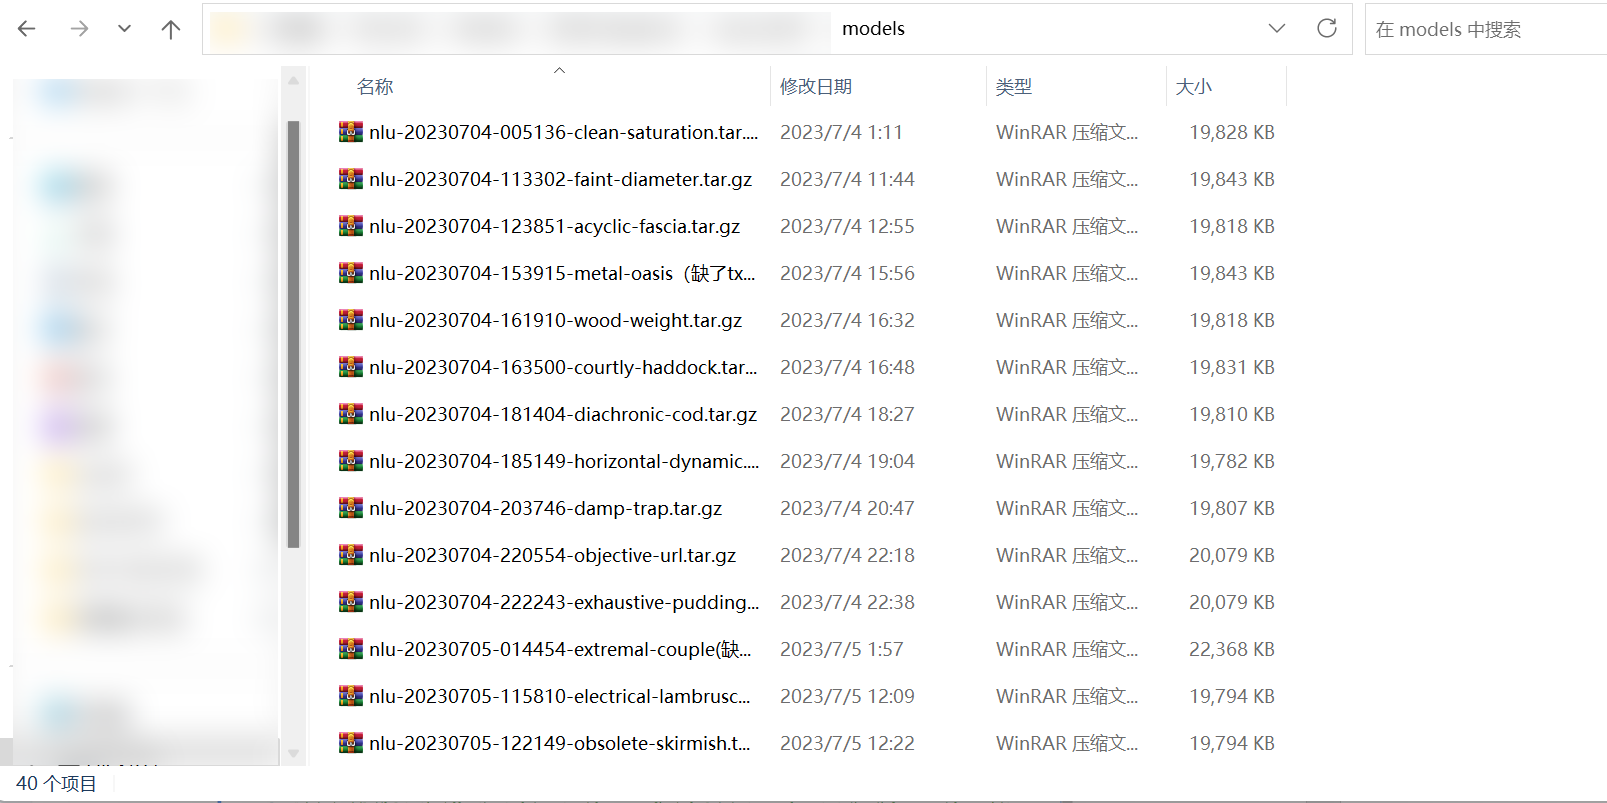 models
在 models 中搜索
名称 修改日期 类型 大小
nlu-20230704-005136-clean-saturation.tar.... 2023/7/4 1:11 WinRAR 压缩文... 19,828 KB
nlu-20230704-113302-faint-diameter.tar.gz 2023/7/4 11:44 WinRAR 压缩文... 19,843 KB
nlu-20230704-123851-acyclic-fascia.tar.gz 2023/7/4 12:55 WinRAR 压缩文... 19,818 KB
nlu-20230704-153915-metal-oasis（缺了tx... 2023/7/4 15:56 WinRAR 压缩文... 19,843 KB
nlu-20230704-161910-wood-weight.tar.gz 2023/7/4 16:32 WinRAR 压缩文... 19,818 KB
nlu-20230704-163500-courtly-haddock.tar... 2023/7/4 16:48 WinRAR 压缩文... 19,831 KB
nlu-20230704-181404-diachronic-cod.tar.gz 2023/7/4 18:27 WinRAR 压缩文... 19,810 KB
nlu-20230704-185149-horizontal-dynamic.... 2023/7/4 19:04 WinRAR 压缩文... 19,782 KB
nlu-20230704-203746-damp-trap.tar.gz 2023/7/4 20:47 WinRAR 压缩文... 19,807 KB
nlu-20230704-220554-objective-url.tar.gz 2023/7/4 22:18 WinRAR 压缩文... 20,079 KB
nlu-20230704-222243-exhaustive-pudding... 2023/7/4 22:38 WinRAR 压缩文... 20,079 KB
nlu-20230705-014454-extremal-couple(缺... 2023/7/5 1:57 WinRAR 压缩文... 22,368 KB
nlu-20230705-115810-electrical-lambrusc... 2023/7/5 12:09 WinRAR 压缩文... 19,794 KB
nlu-20230705-122149-obsolete-skirmish.t... 2023/7/5 12:22 WinRAR 压缩文... 19,794 KB
40 个项目